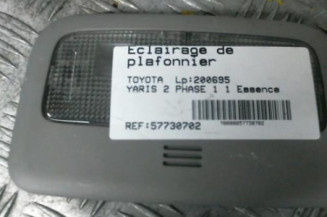 Eclairage de
plafonnier
TOYOTA Lp:200695
YARIS 2 PHASE 1 1 Essence
REF:57730702